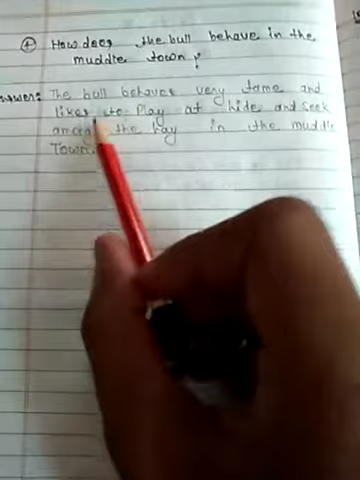 ④ How does the bull behave in the
muddle town?
Answer: The bull behaves very tame and
likes to Play at hide and seek
among the hay in the muddle
Town.